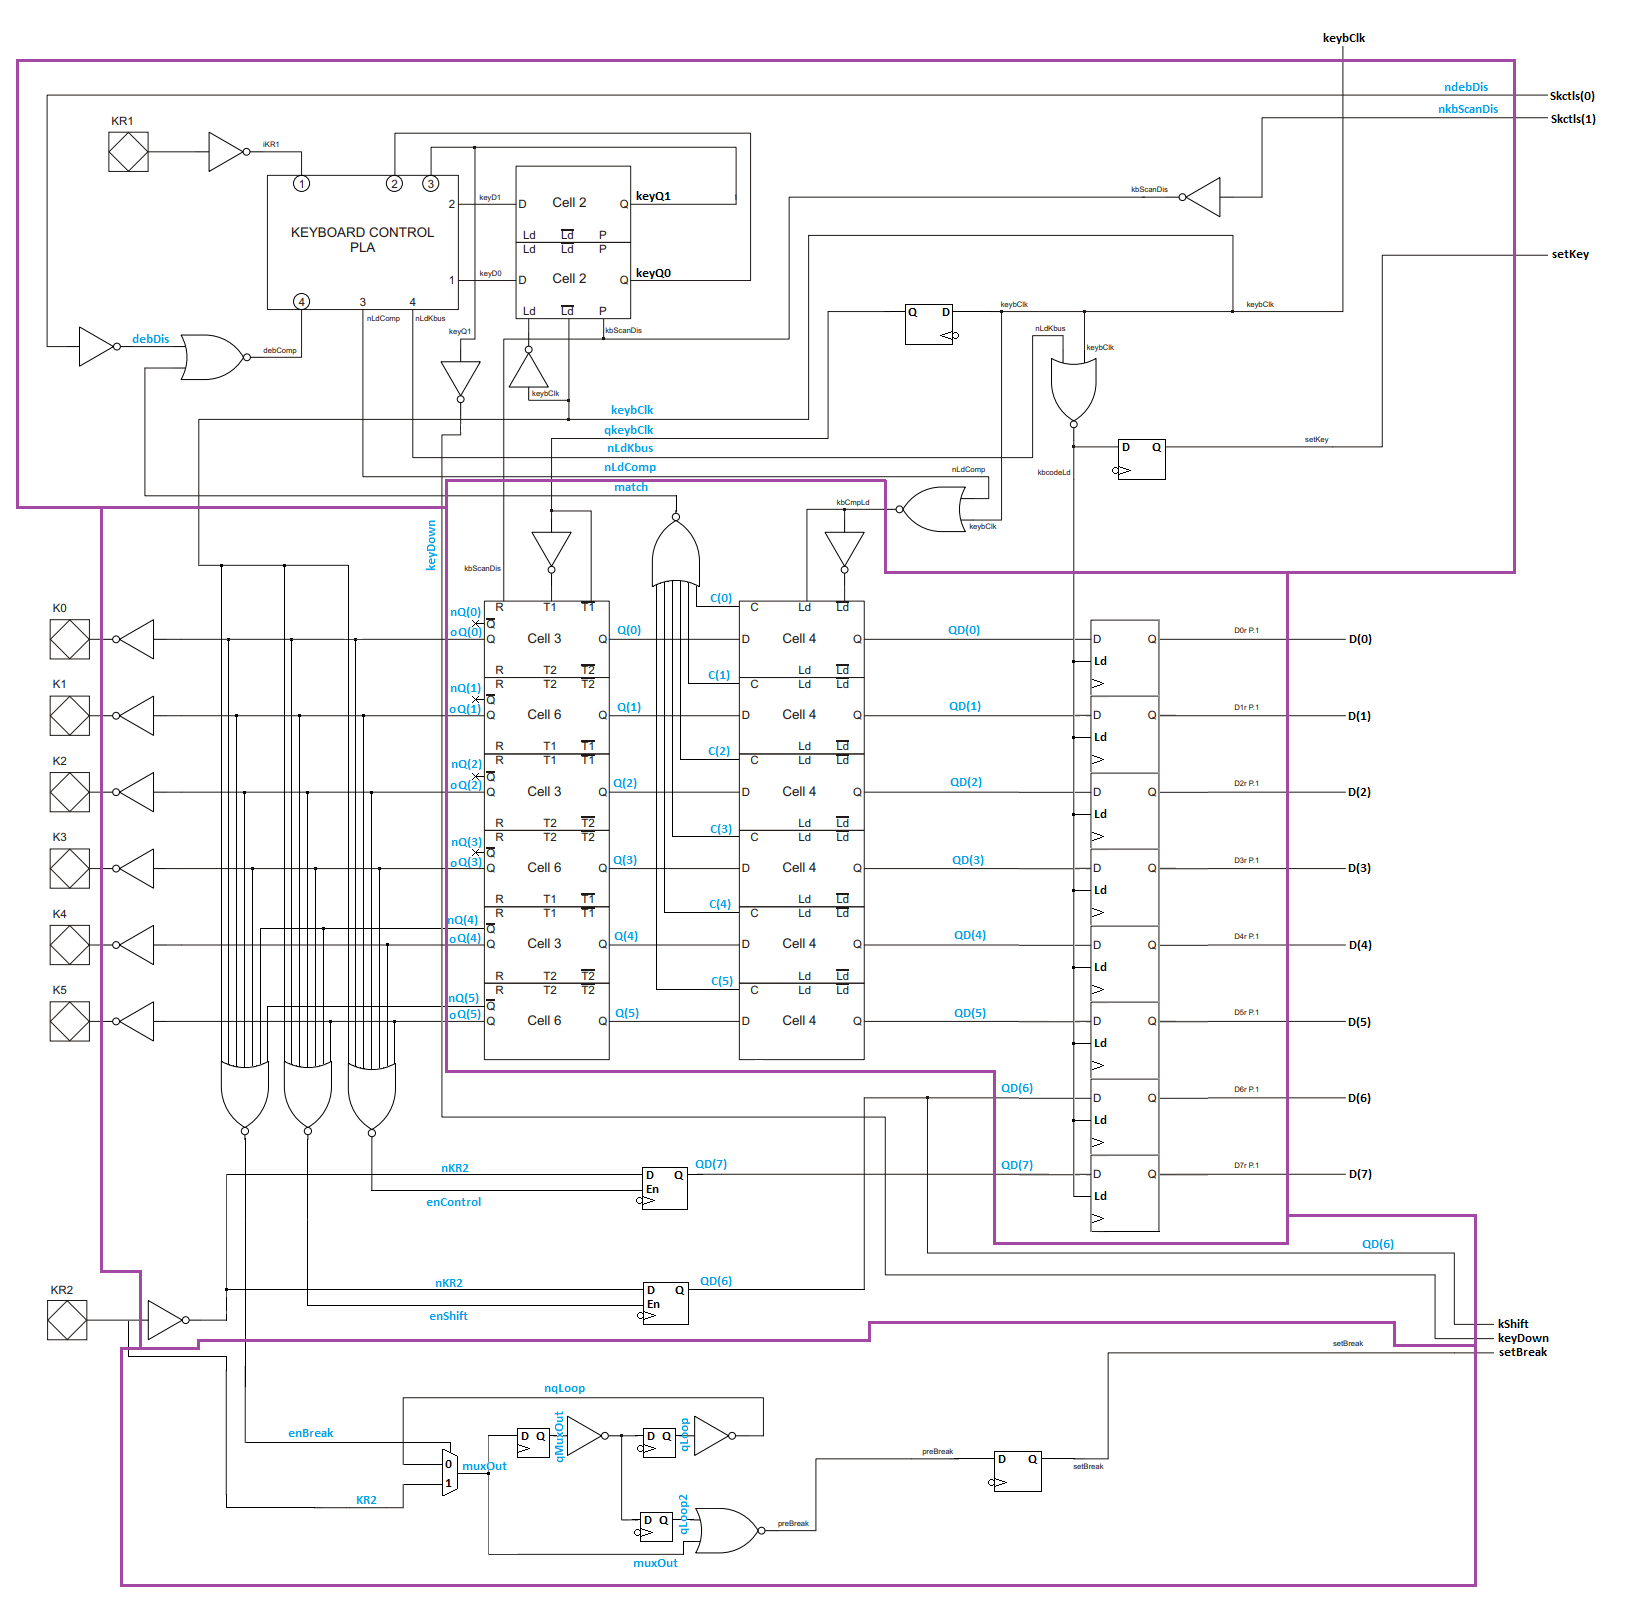 keybClk
ndebDis
Skctls(0)
nkbScanDis
Skctls(1)
KR1
iKR1
1 2 3
KEYBOARD CONTROL
PLA
2
1
4 3 4
keyD1
keyD0
D Cell 2 Q
Ld Ld P
Ld Ld P
D Cell 2 Q
Ld Ld P
keyQ1
keyQ0
kbScanDis
setKey
nLdComp
nLdKbus
keyQ1
kbScanDis
Q D
keybClk
keybClk
nLdKbus
keybClk
debDis
debComp
keybClk
keybClk
qkeybClk
nLdKbus
nLdComp
match
D Q
setKey
kbcodeLd
nLdComp
kbCmpLd
keybClk
keyDown
kbScanDis
K0
nQ(0)
oQ(0)
R T1 T1
Q
Q Cell 3 Q
R T2 T2
Q(0)
C(0)
C Ld Ld
D Cell 4 Q
Ld Ld
QD(0)
D Q
Ld
D0r P.1
D(0)
K1
nQ(1)
oQ(1)
R T2 T2
Q
Q Cell 6 Q
R T1 T1
Q(1)
C(1)
C Ld Ld
D Cell 4 Q
Ld Ld
QD(1)
D Q
Ld
D1r P.1
D(1)
K2
nQ(2)
oQ(2)
R T1 T1
Q
Q Cell 3 Q
R T2 T2
Q(2)
C(2)
C Ld Ld
D Cell 4 Q
Ld Ld
QD(2)
D Q
Ld
D2r P.1
D(2)
K3
nQ(3)
oQ(3)
R T2 T2
Q
Q Cell 6 Q
R T1 T1
Q(3)
C(3)
C Ld Ld
D Cell 4 Q
Ld Ld
QD(3)
D Q
Ld
D3r P.1
D(3)
K4
nQ(4)
oQ(4)
R T1 T1
Q
Q Cell 3 Q
R T2 T2
Q(4)
C(4)
C Ld Ld
D Cell 4 Q
Ld Ld
QD(4)
D Q
Ld
D4r P.1
D(4)
K5
nQ(5)
oQ(5)
R T2 T2
Q
Q Cell 6 Q
Q(5)
C(5)
C Ld Ld
D Cell 4 Q
QD(5)
D Q
Ld
D5r P.1
D(5)
QD(6)
D Q
Ld
D6r P.1
D(6)
nKR2
enControl
D Q
En
QD(7)
QD(7)
D Q
Ld
D7r P.1
D(7)
QD(6)
KR2
nKR2
enShift
D Q
En
QD(6)
kShift
keyDown
setBreak
setBreak
nqLoop
enBreak
0
1
muxOut
KR2
D Q
qMuxOut
D Q
qLoop
D Q
qLoop2
muxOut
preBreak
preBreak
D Q
setBreak